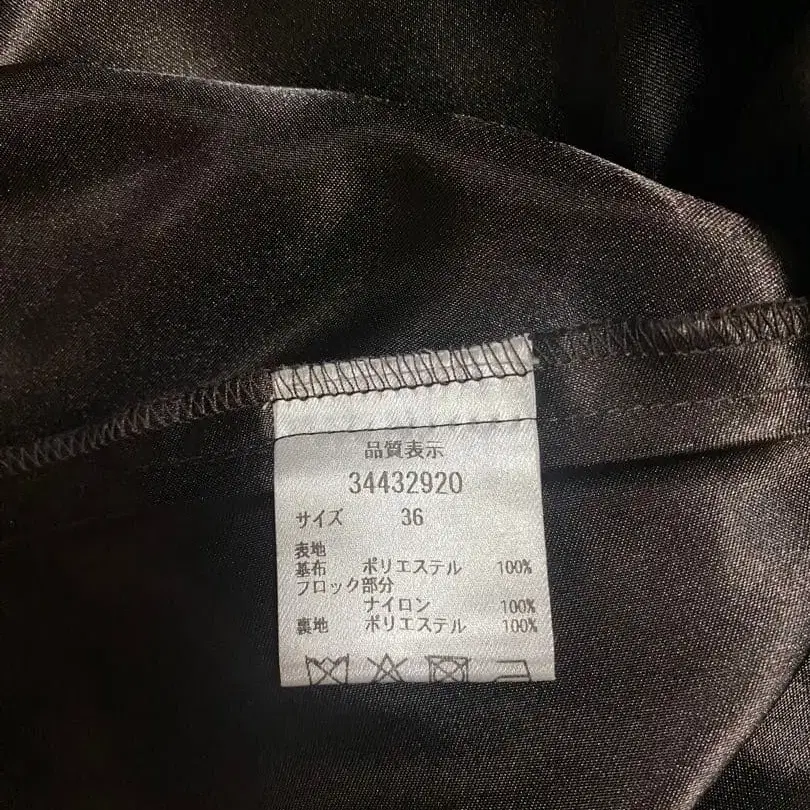 品質表示
34432920
サイズ 36
表地
基布 ポリエステル 100%
フロック部分
ナイロン 100%
裏地 ポリエステル 100%